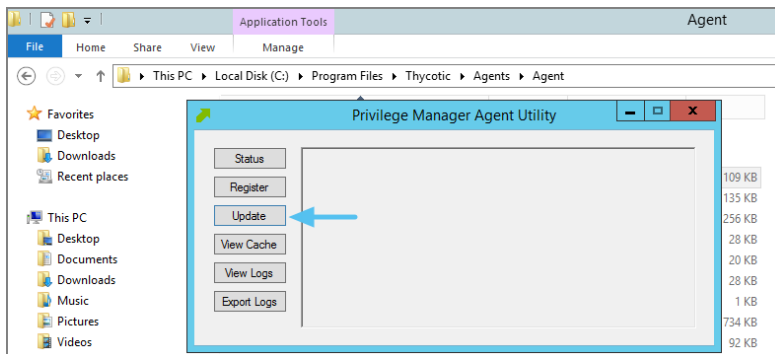 Application Tools
Agent
File Home Share View Manage
This PC Local Disk (C:) Program Files Thycotic Agents Agent
Favorites
Desktop
Downloads
Recent places
This PC
Desktop
Documents
Downloads
Music
Pictures
Videos
Privilege Manager Agent Utility
x
Status
Register
Update
View Cache
View Logs
Export Logs
109 KB
135 KB
256 KB
28 KB
20 KB
28 KB
1 KB
734 KB
92 KB